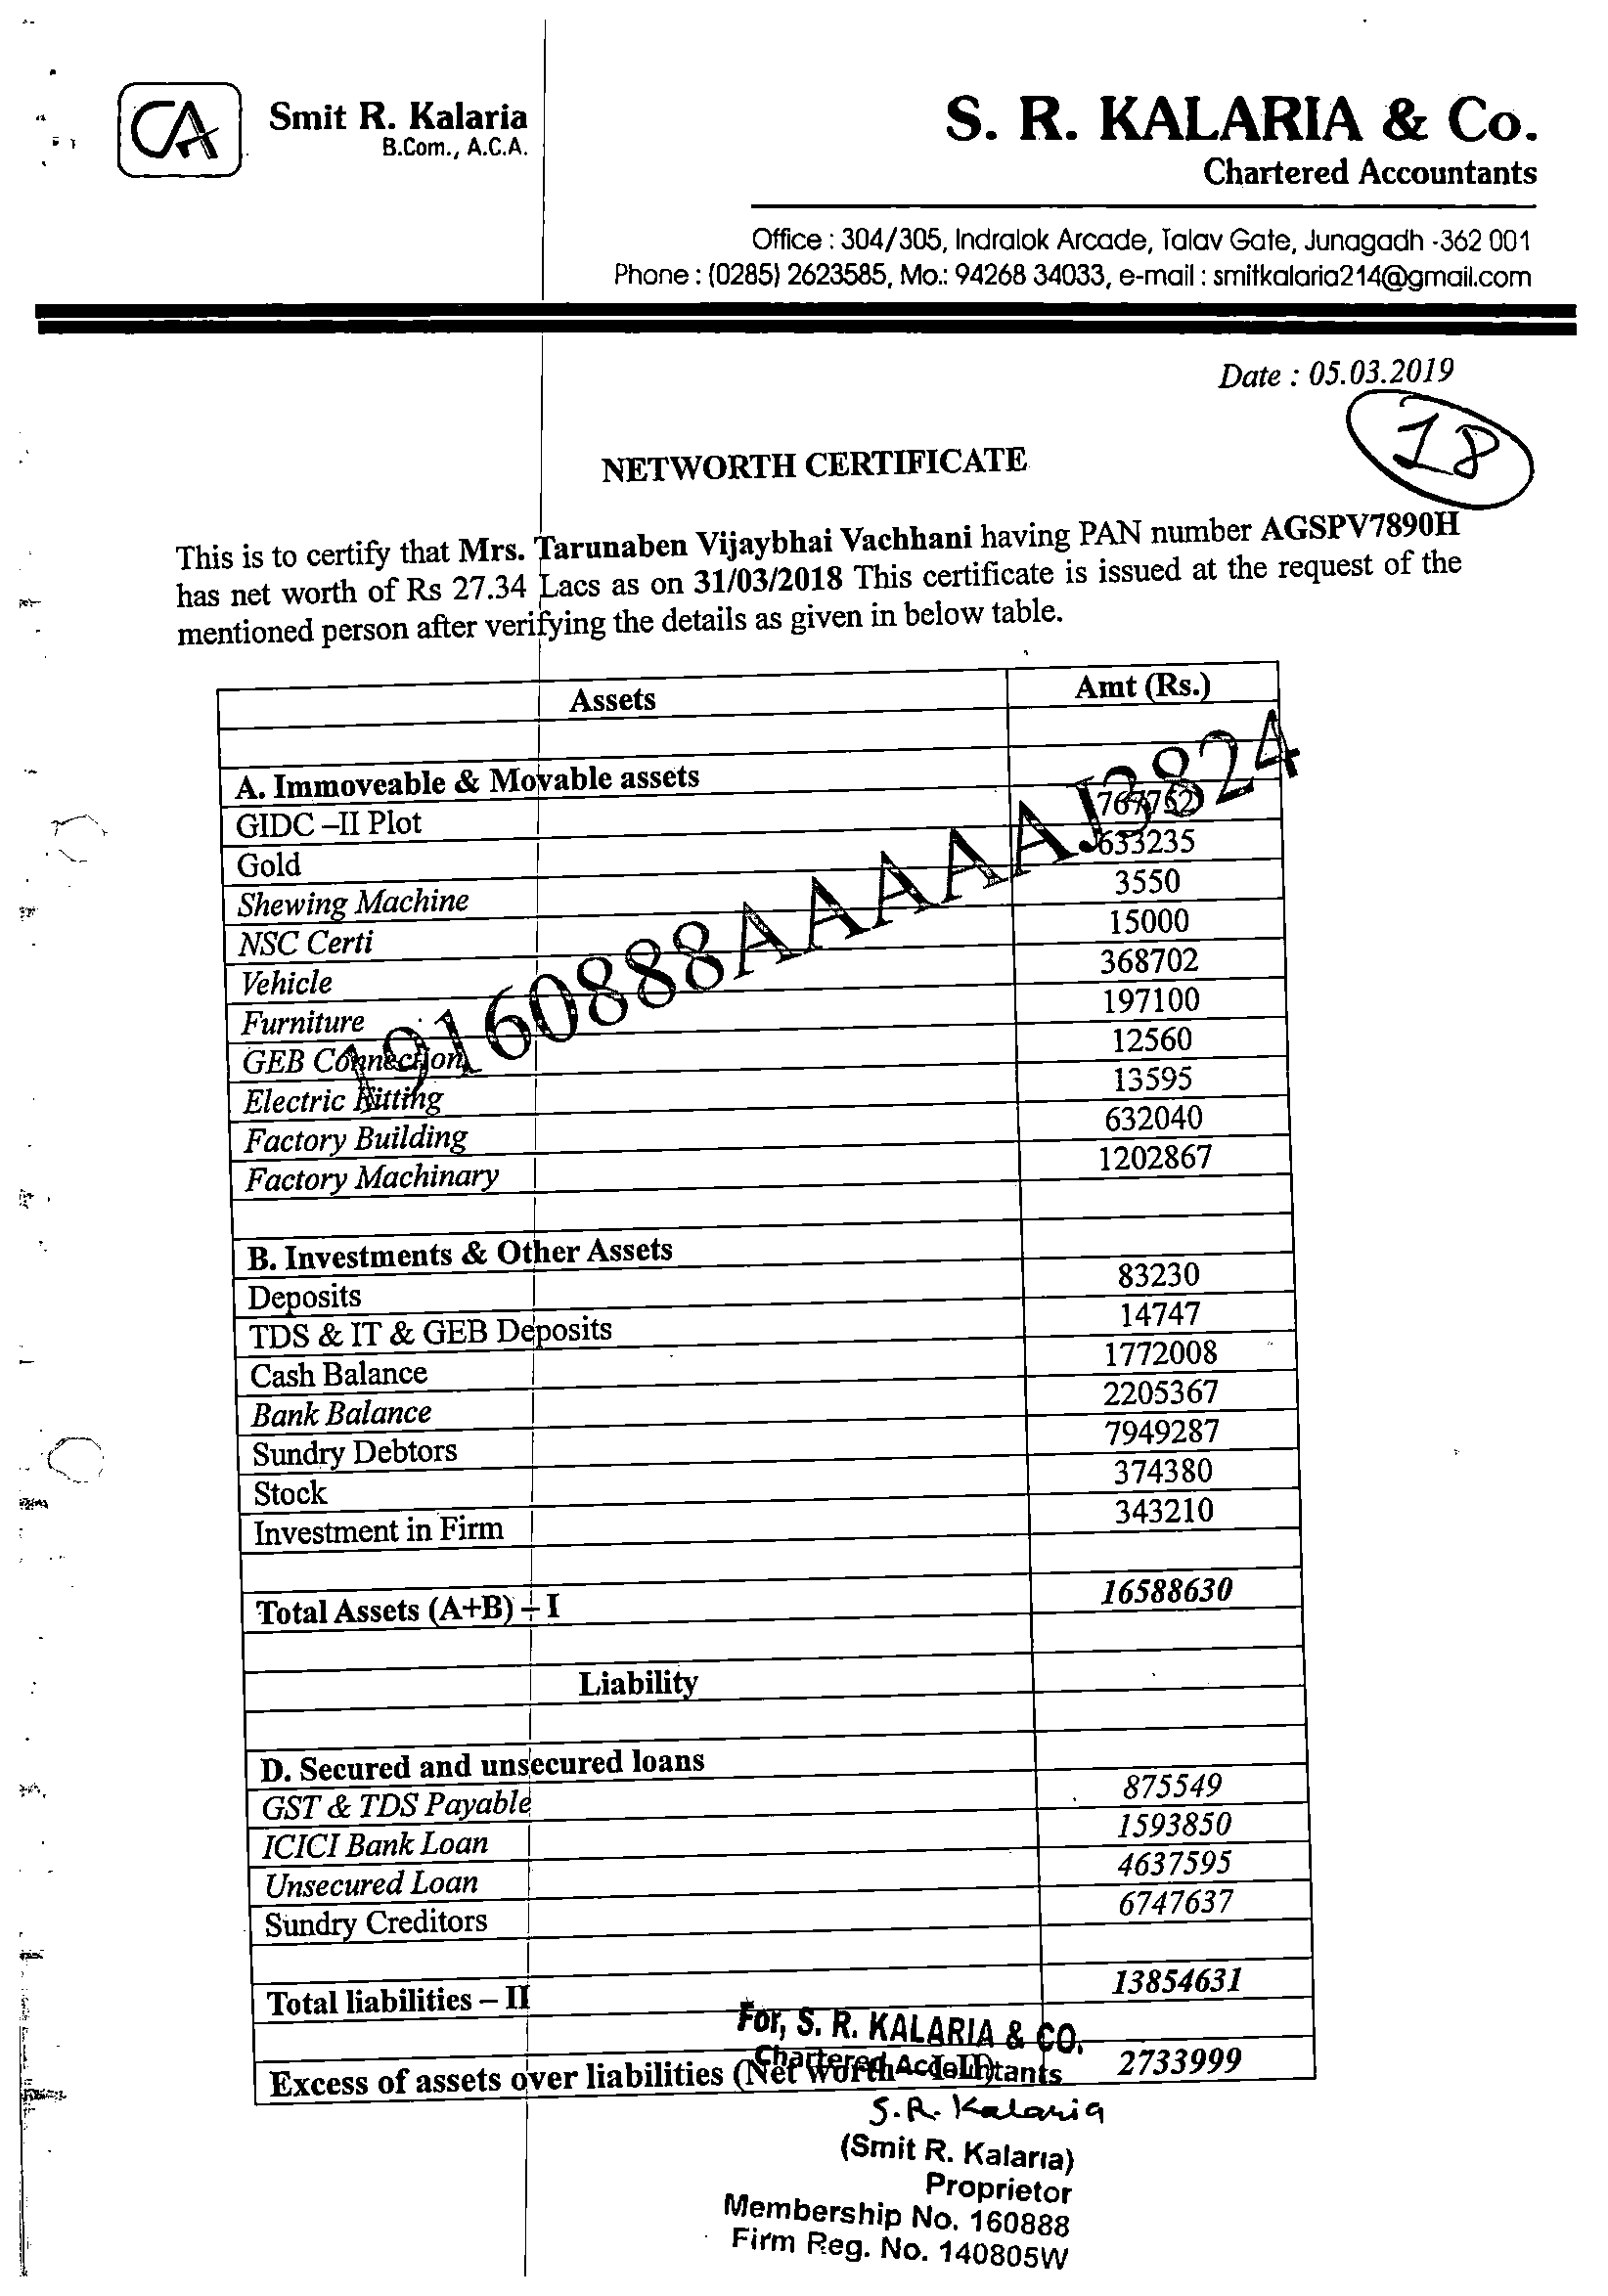 CA
Smit R. Kalaria
B.Com., A.C.A.
S. R. KALARIA & Co.
Chartered Accountants
Office : 304/305, Indralok Arcade, Talav Gate, Junagadh -362 001
Phone : (0285) 2623585, Mo.: 94268 34033, e-mail : smitkalaria214@gmail.com
Date : 05.03.2019
18
NETWORTH CERTIFICATE
This is to certify that Mrs. Tarunaben Vijaybhai Vachhani having PAN number AGSPV7890H
has net worth of Rs 27.34 Lacs as on 31/03/2018 This certificate is issued at the request of the
mentioned person after verifying the details as given in below table.
Assets Amt (Rs.)
A. Immoveable & Movable assets
GIDC –II Plot 767752
Gold 633235
Shewing Machine 3550
NSC Certi 15000
Vehicle 368702
Furniture 197100
GEB Connection 12560
Electric Fitting 13595
Factory Building 632040
Factory Machinary 1202867
19160888AAAAAJ3824
B. Investments & Other Assets
Deposits 83230
TDS & IT & GEB Deposits 14747
Cash Balance 1772008
Bank Balance 2205367
Sundry Debtors 7949287
Stock 374380
Investment in Firm 343210
Total Assets (A+B) – I 16588630
Liability
D. Secured and unsecured loans
GST & TDS Payable 875549
ICICI Bank Loan 1593850
Unsecured Loan 4637595
Sundry Creditors 6747637
Total liabilities – II 13854631
For, S. R. KALARIA & CO.
Chartered Accountants
Excess of assets over liabilities (Net Worth I-II) 2733999
S.R. Kalaria
(Smit R. Kalaria)
Proprietor
Membership No. 160888
Firm Reg. No. 140805W